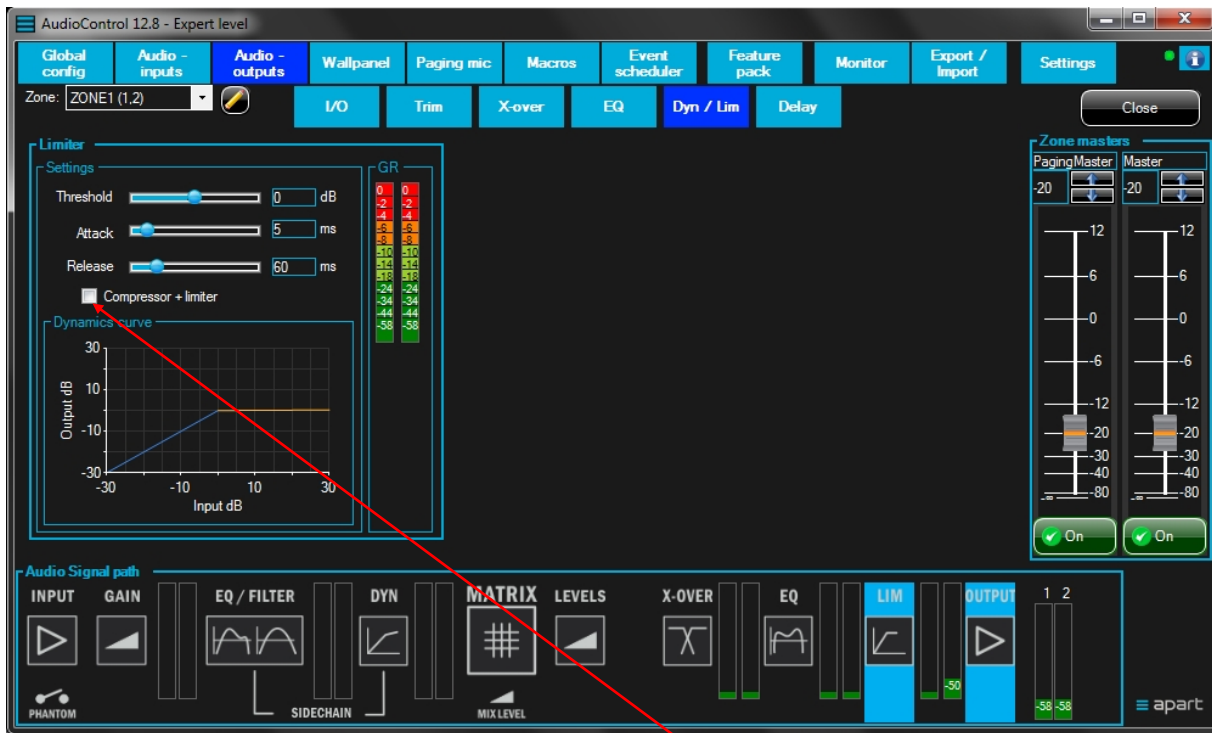 AudioControl 12.8 - Expert level
Global config
Audio - inputs
Audio - outputs
Wallpanel
Paging mic
Macros
Event scheduler
Feature pack
Monitor
Export / Import
Settings
Zone: ZONE1 (1,2)
I/O
Trim
X-over
EQ
Dyn / Lim
Delay
Close
Limiter
Settings
Threshold 0 dB
Attack 5 ms
Release 60 ms
Compressor + limiter
Dynamics curve
30
10
-10
-30
Output dB
-30 -10 10 30
Input dB
GR
0 0
-2 -2
-4 -4
-6 -6
-8 -8
-10 -10
-14 -14
-18 -18
-24 -24
-34 -34
-44 -44
-58 -58
Zone masters
PagingMaster Master
-20 -20
12 12
6 6
0 0
-6 -6
-12 -12
-20 -20
-30 -30
-40 -40
-∞ -80 -∞ -80
On On
Audio Signal path
INPUT GAIN EQ / FILTER DYN MATRIX LEVELS X-OVER EQ LIM OUTPUT 1 2
-50
-58 -58
PHANTOM
SIDECHAIN
MIX LEVEL
apart